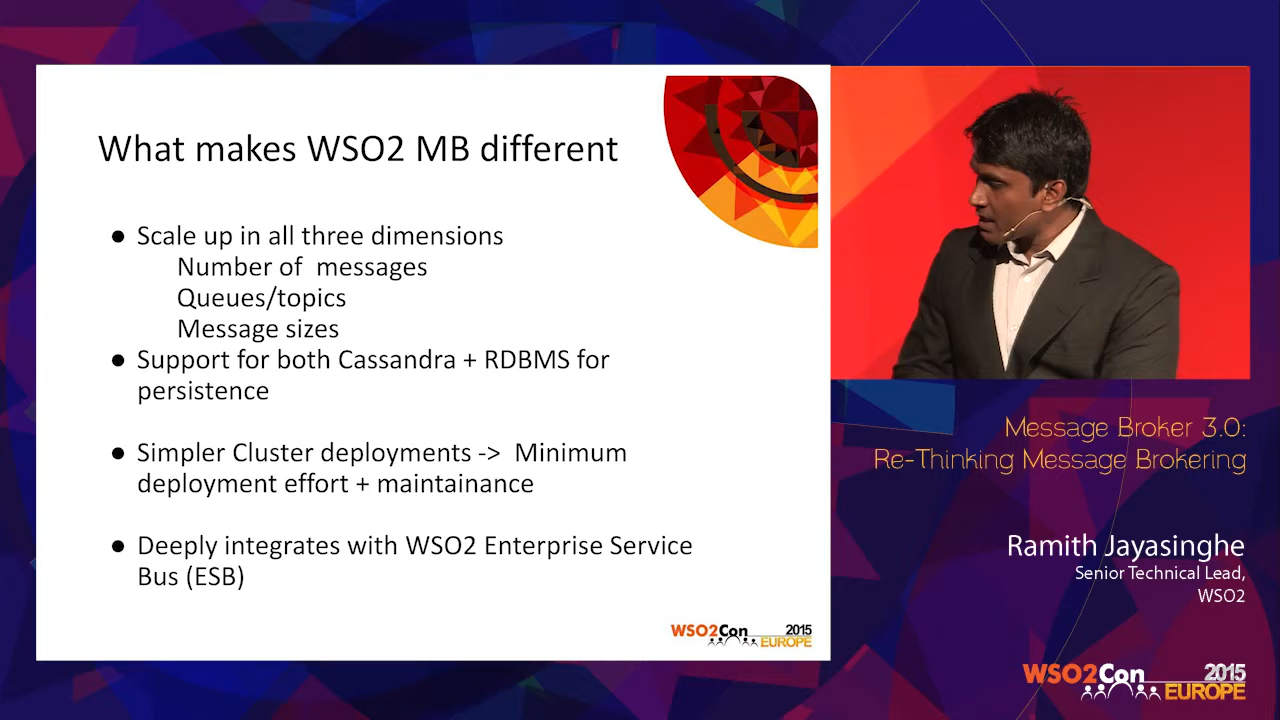 What makes WSO2 MB different
● Scale up in all three dimensions
Number of  messages
Queues/topics
Message sizes
● Support for both Cassandra + RDBMS for
persistence
● Simpler Cluster deployments ->  Minimum
deployment effort + maintainance
● Deeply integrates with WSO2 Enterprise Service
Bus (ESB)
WSO2Con 2015
EUROPE
Message Broker 3.0:
Re-Thinking Message Brokering
Ramith Jayasinghe
Senior Technical Lead,
WSO2
WSO2Con 2015
EUROPE